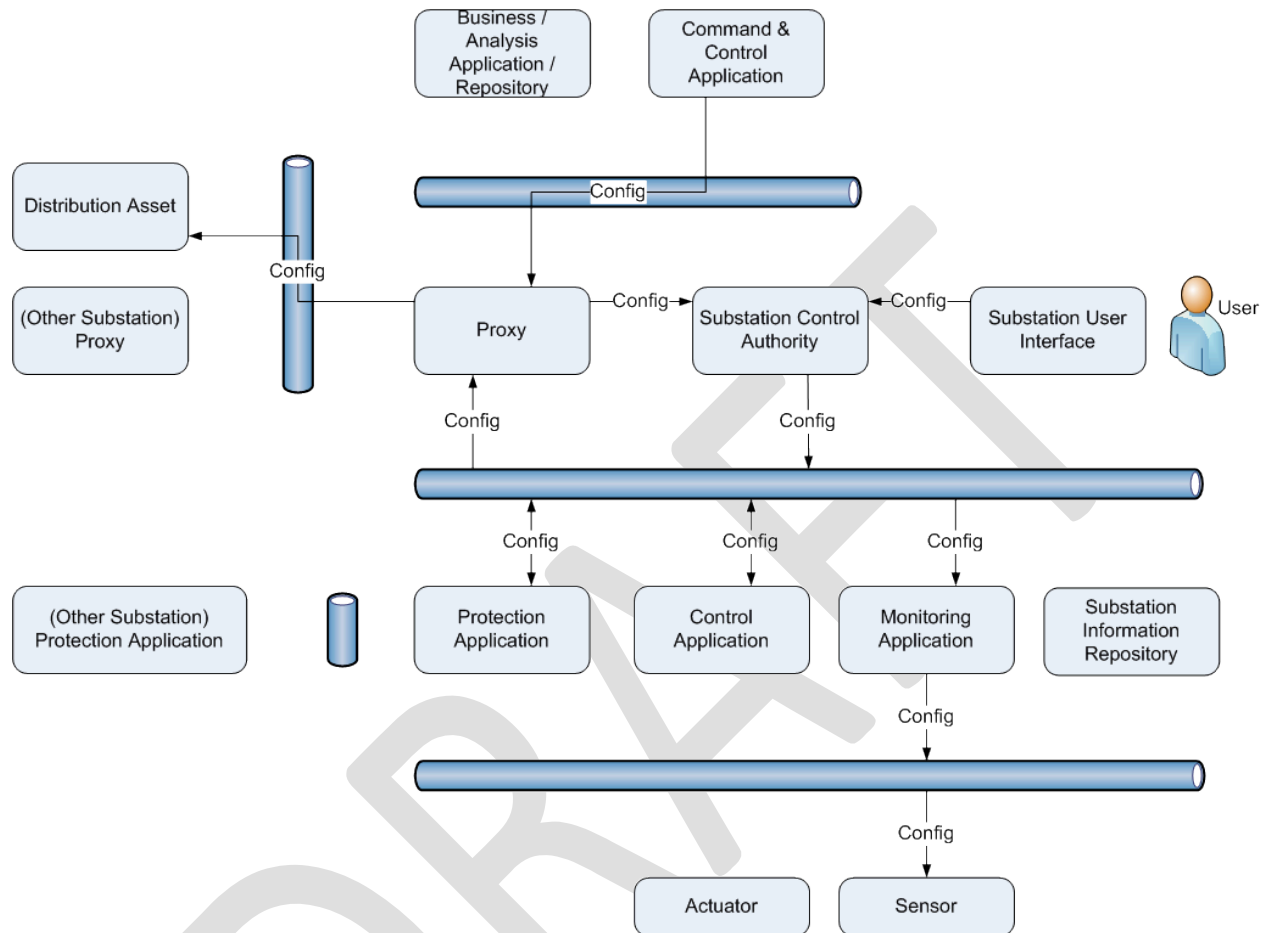 Business /
Analysis
Application /
Repository
Command &
Control
Application
Config
Distribution Asset
Config
(Other Substation)
Proxy
Proxy
Config
Substation Control
Authority
Config
Substation User
Interface
User
Config
Config
Config
Config
Config
(Other Substation)
Protection Application
Protection
Application
Control
Application
Monitoring
Application
Substation
Information
Repository
Config
Config
Actuator
Sensor
DRAFT